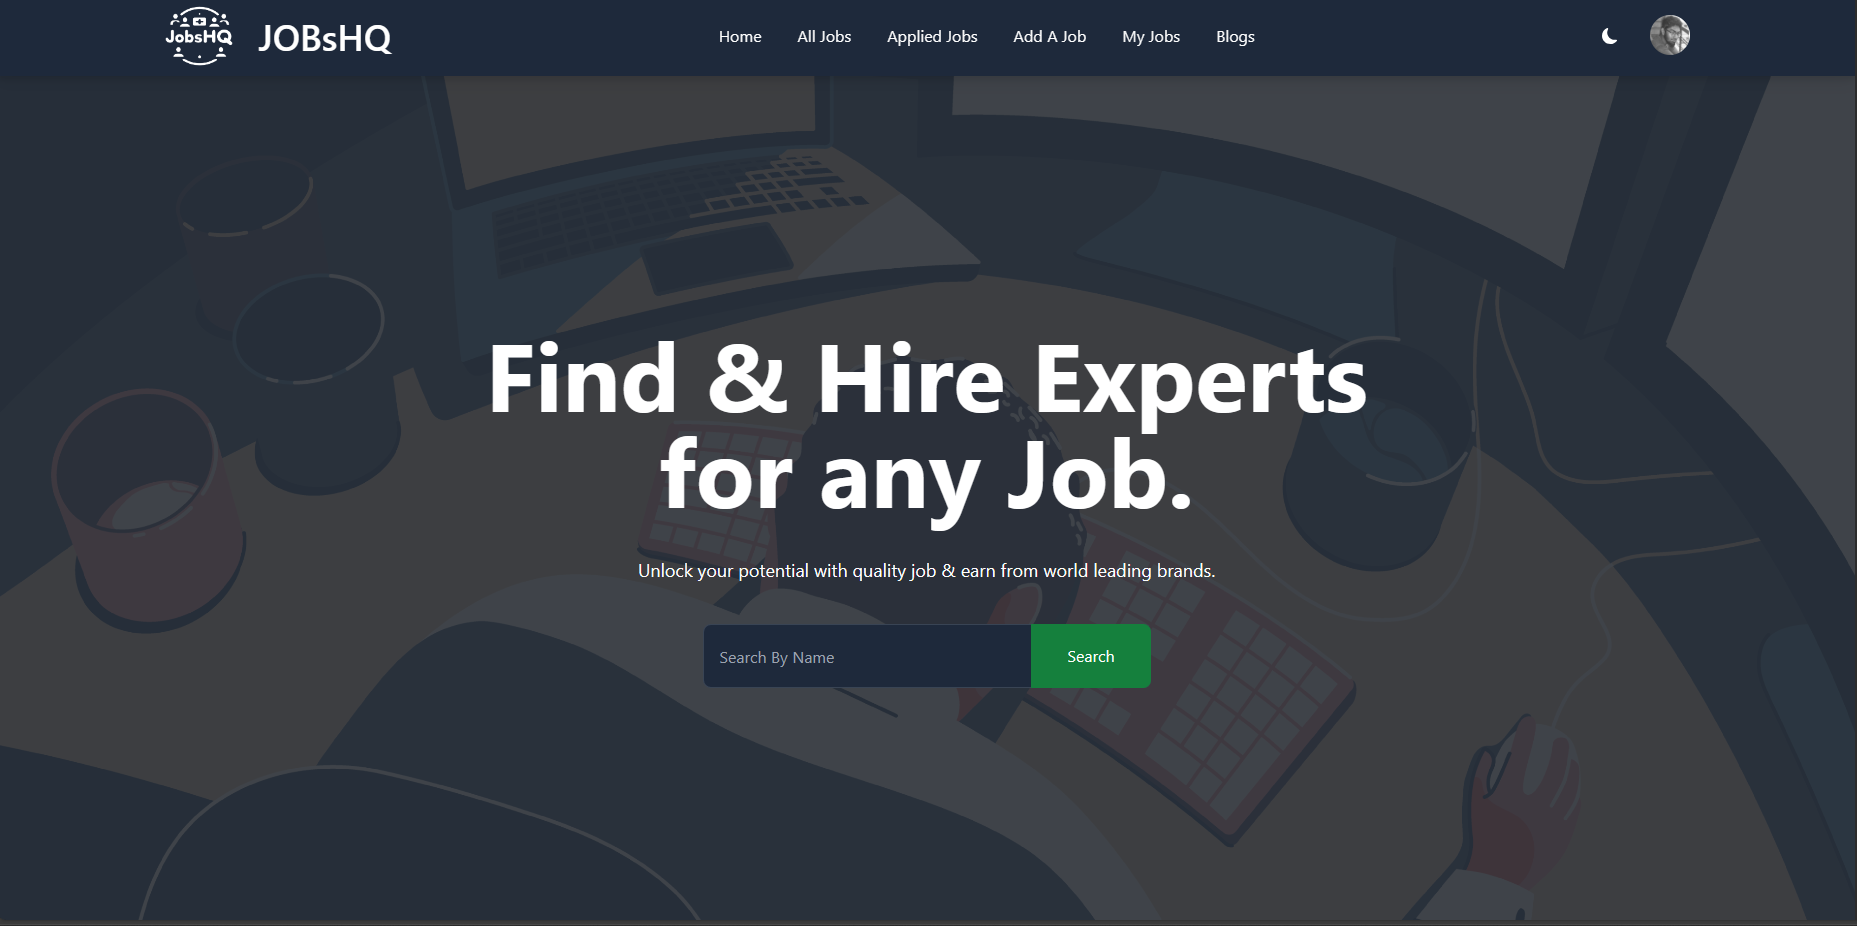 JobsHQ
JOBsHQ
Home
All Jobs
Applied Jobs
Add A Job
My Jobs
Blogs
Find & Hire Experts
for any Job.
Unlock your potential with quality job & earn from world leading brands.
Search By Name
Search